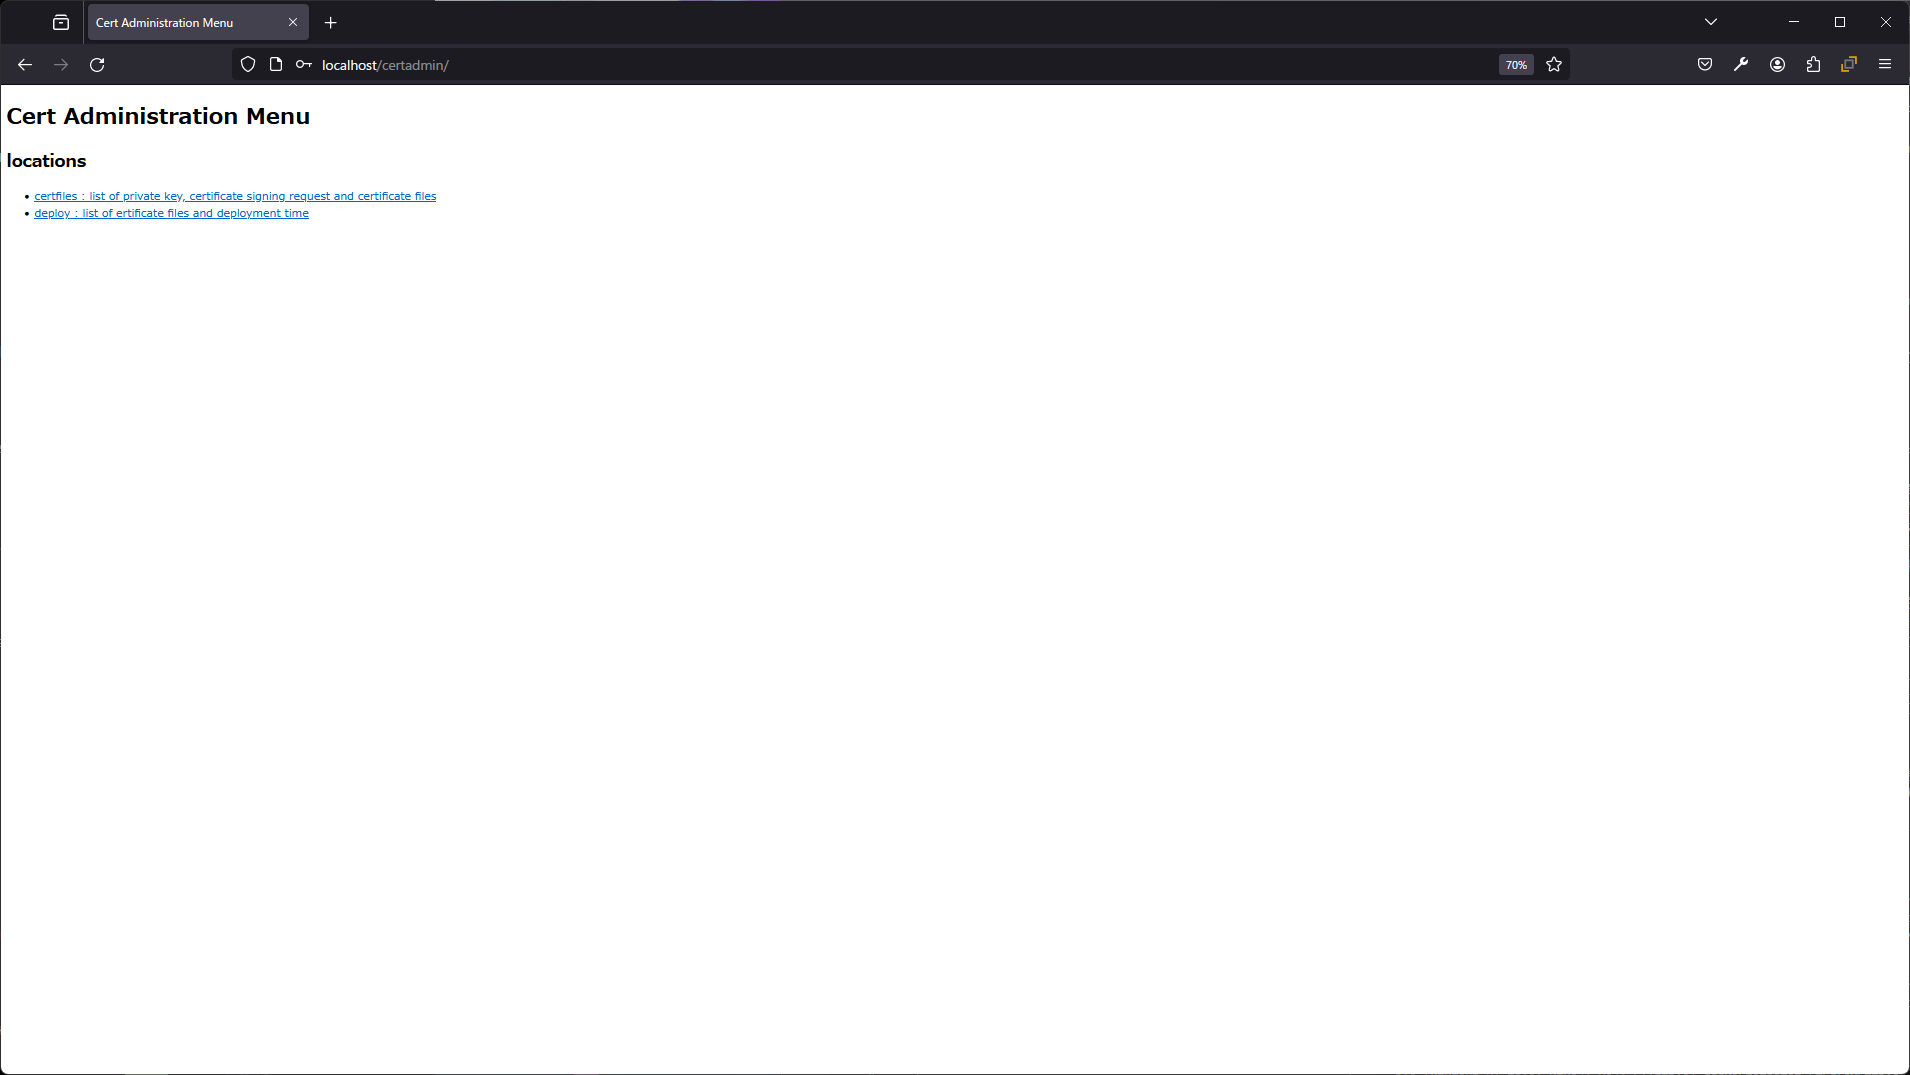 Cert Administration Menu
localhost/certadmin/
70%
Cert Administration Menu
locations
certfiles : list of private key, certificate signing request and certificate files
deploy : list of ertificate files and deployment time